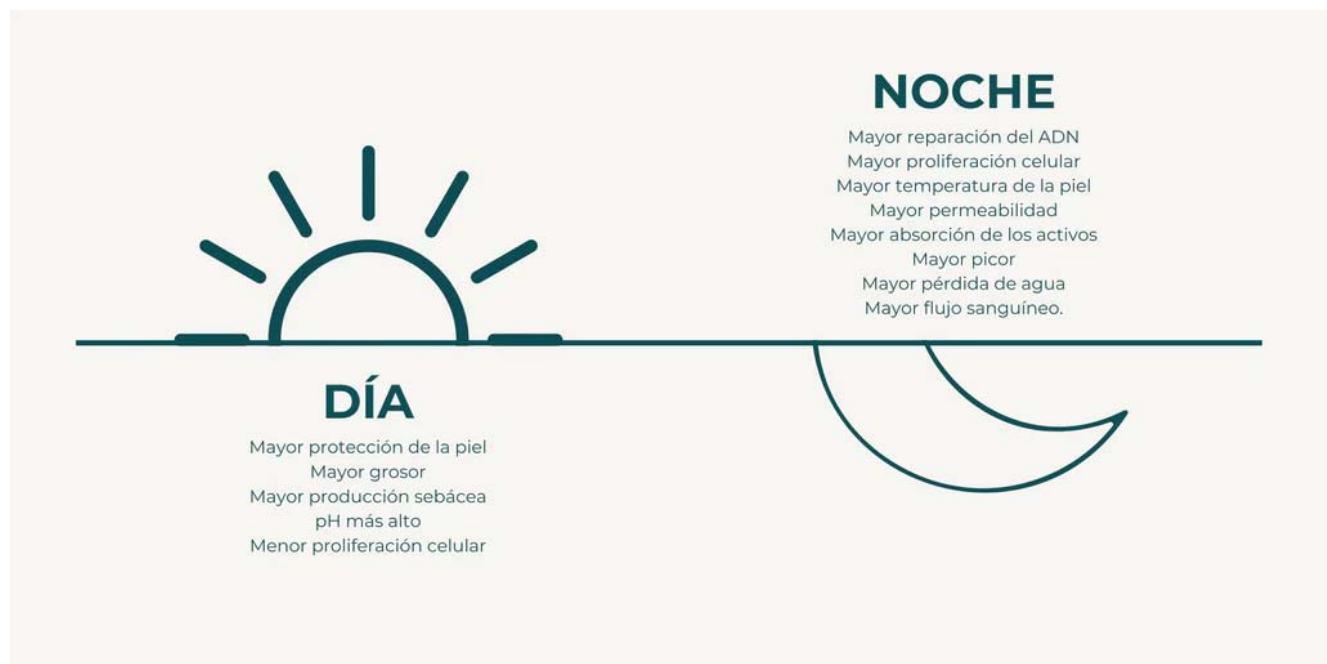 DÍA
Mayor protección de la piel
Mayor grosor
Mayor producción sebácea
pH más alto
Menor proliferación celular
NOCHE
Mayor reparación del ADN
Mayor proliferación celular
Mayor temperatura de la piel
Mayor permeabilidad
Mayor absorción de los activos
Mayor picor
Mayor pérdida de agua
Mayor flujo sanguíneo.